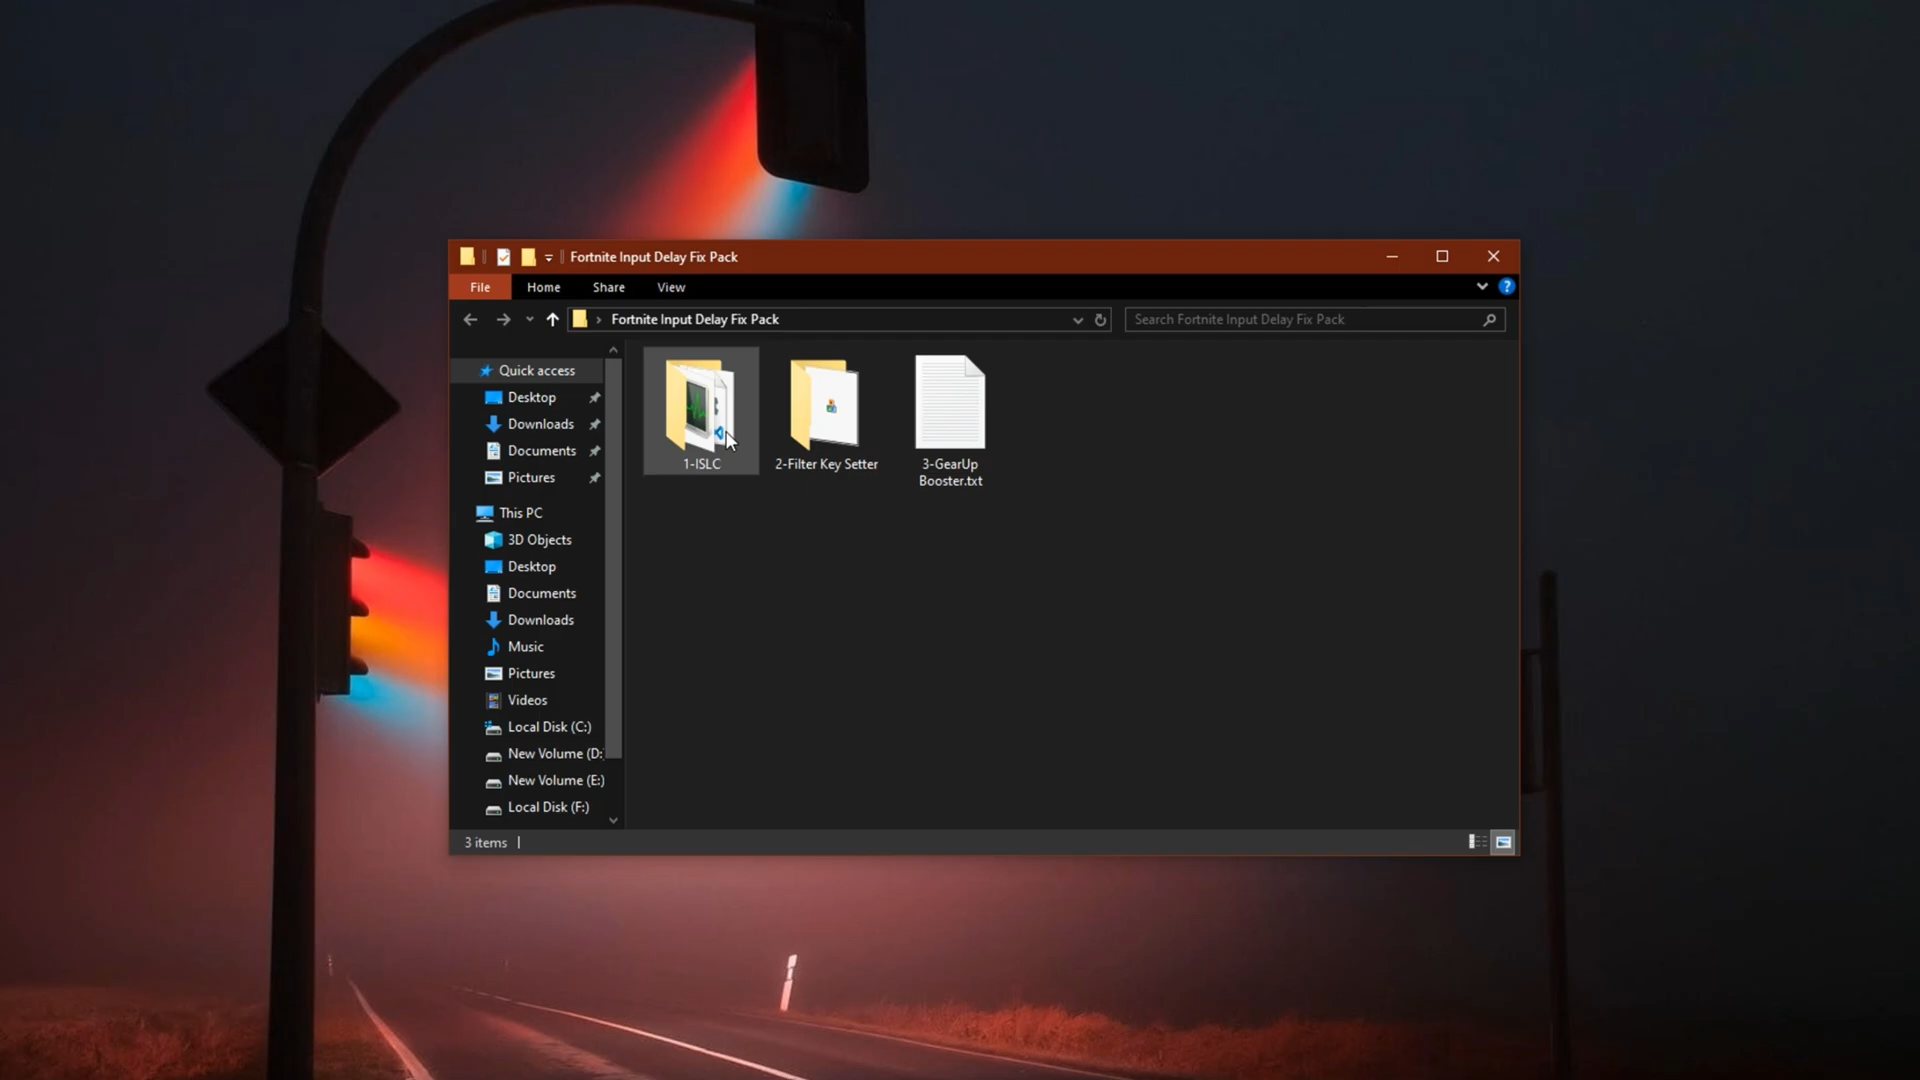 Fortnite Input Delay Fix Pack
File Home Share View
?
Fortnite Input Delay Fix Pack
Search Fortnite Input Delay Fix Pack
Quick access
Desktop
Downloads
Documents
Pictures
This PC
3D Objects
Desktop
Documents
Downloads
Music
Pictures
Videos
Local Disk (C:)
New Volume (D:
New Volume (E:)
Local Disk (F:)
1-ISLC
2-Filter Key Setter
3-GearUp
Booster.txt
3 items